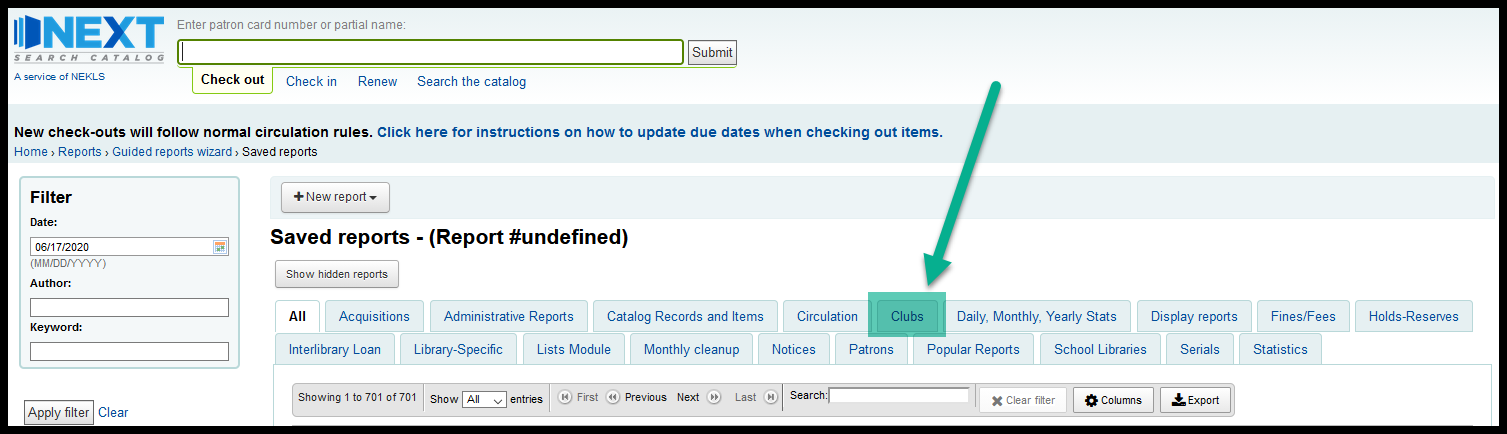 NEXT
SEARCH CATALOG
A service of NEKLS
Enter patron card number or partial name:
Submit
Check out Check in Renew Search the catalog
New check-outs will follow normal circulation rules. Click here for instructions on how to update due dates when checking out items.
Home › Reports › Guided reports wizard › Saved reports
Filter
Date:
06/17/2020
(MM/DD/YYYY)
Author:
Keyword:
Apply filter Clear
New report
Saved reports - (Report #undefined)
Show hidden reports
All Acquisitions Administrative Reports Catalog Records and Items Circulation Clubs Daily, Monthly, Yearly Stats Display reports Fines/Fees Holds-Reserves
Interlibrary Loan Library-Specific Lists Module Monthly cleanup Notices Patrons Popular Reports School Libraries Serials Statistics
Showing 1 to 701 of 701 Show All entries First Previous Next Last Search: Clear filter Columns Export